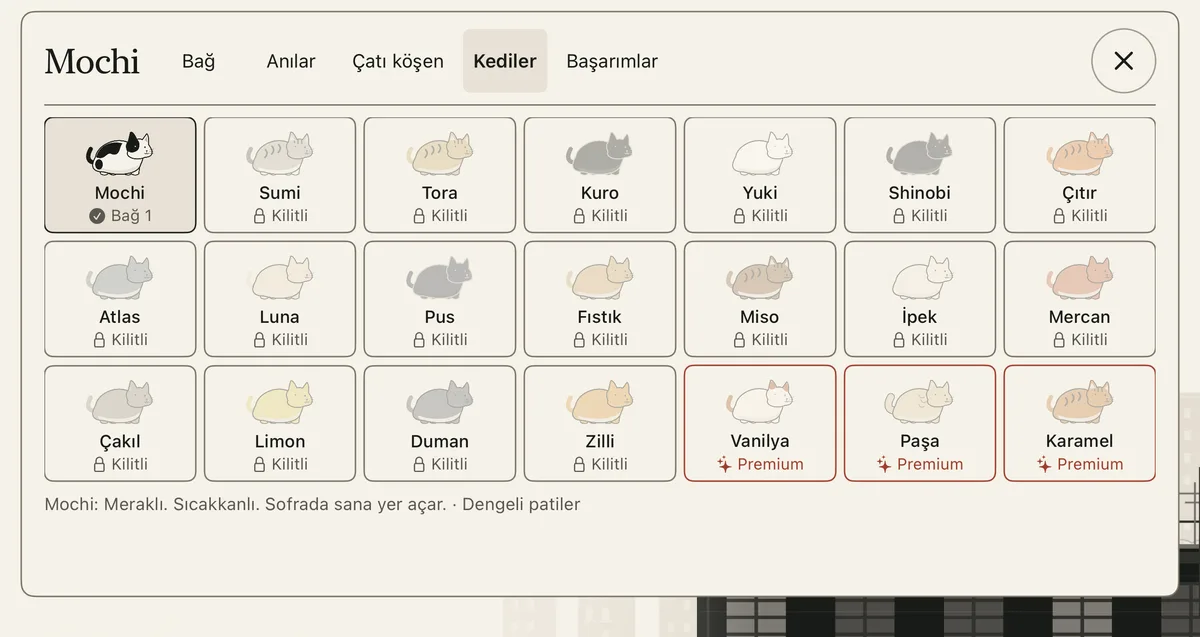 Mochi Bağ Anılar Çatı köşen Kediler Başarımlar
Mochi Sumi Tora Kuro Yuki Shinobi Çıtır
Bağ 1 Kilitli Kilitli Kilitli Kilitli Kilitli Kilitli
Atlas Luna Pus Fıstık Miso İpek Mercan
Kilitli Kilitli Kilitli Kilitli Kilitli Kilitli Kilitli
Çakıl Limon Duman Zilli Vanilya Paşa Karamel
Kilitli Kilitli Kilitli Kilitli Premium Premium Premium
Mochi: Meraklı. Sıcakkanlı. Sofrada sana yer açar. · Dengeli patiler